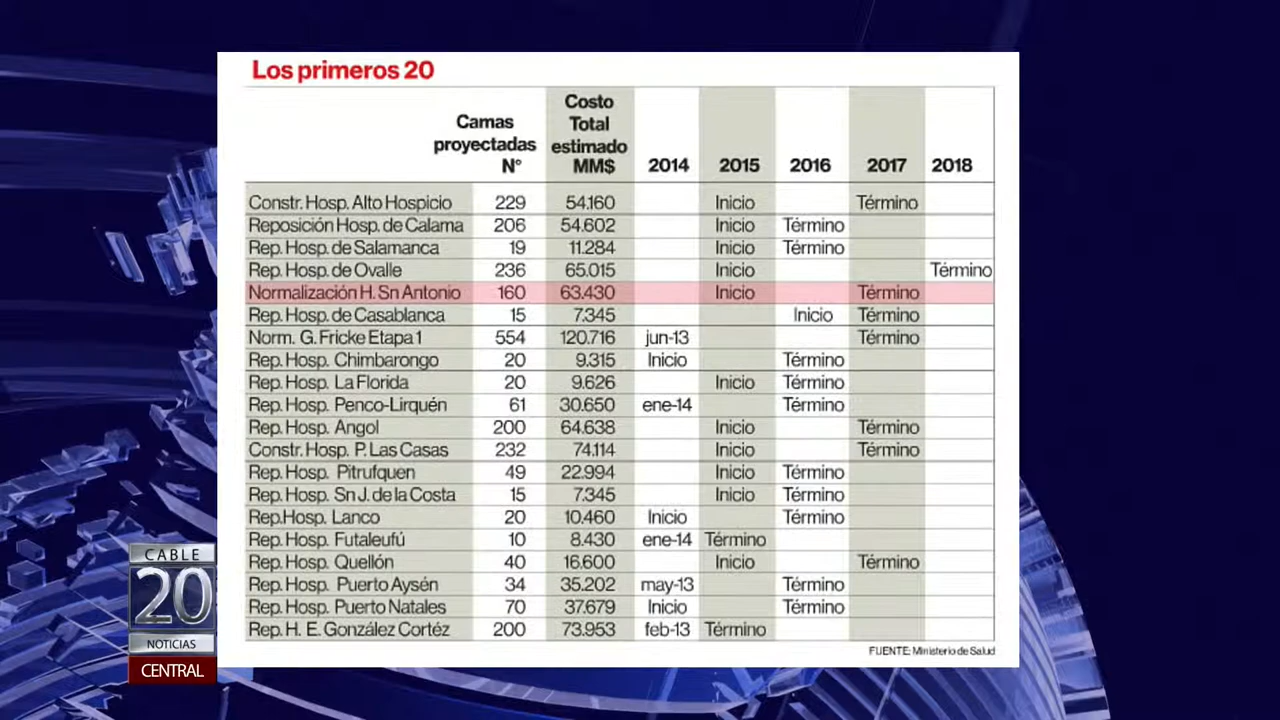 Los primeros 20
Camas proyectadas N° Costo Total estimado MM$ 2014 2015 2016 2017 2018
Constr. Hosp. Alto Hospicio 229 54.160 Inicio Término
Reposición Hosp. de Calama 206 54.602 Inicio Término
Rep. Hosp. de Salamanca 19 11.284 Inicio Término
Rep. Hosp. de Ovalle 236 65.015 Inicio Término
Normalización H. Sn Antonio 160 63.430 Inicio Término
Rep. Hosp. de Casablanca 15 7.345 Inicio Término
Norm. G. Fricke Etapa 1 554 120.716 jun-13 Término
Rep. Hosp. Chimbarongo 20 9.315 Inicio Término
Rep. Hosp. La Florida 20 9.626 Inicio Término
Rep. Hosp. Penco-Lirquén 61 30.650 ene-14 Término
Rep. Hosp. Angol 200 64.638 Inicio Término
Constr. Hosp. P. Las Casas 232 74.114 Inicio Término
Rep. Hosp. Pitrufquen 49 22.994 Inicio Término
Rep. Hosp. Sn J. de la Costa 15 7.345 Inicio Término
Rep.Hosp. Lanco 20 10.460 Inicio Término
Rep. Hosp. Futaleufú 10 8.430 ene-14 Término
Rep. Hosp. Quellón 40 16.600 Inicio Término
Rep. Hosp. Puerto Aysén 34 35.202 may-13 Término
Rep. Hosp. Puerto Natales 70 37.679 Inicio Término
Rep. H. E. González Cortéz 200 73.953 feb-13 Término
FUENTE: Ministerio de Salud
CABLE
20
NOTICIAS
CENTRAL